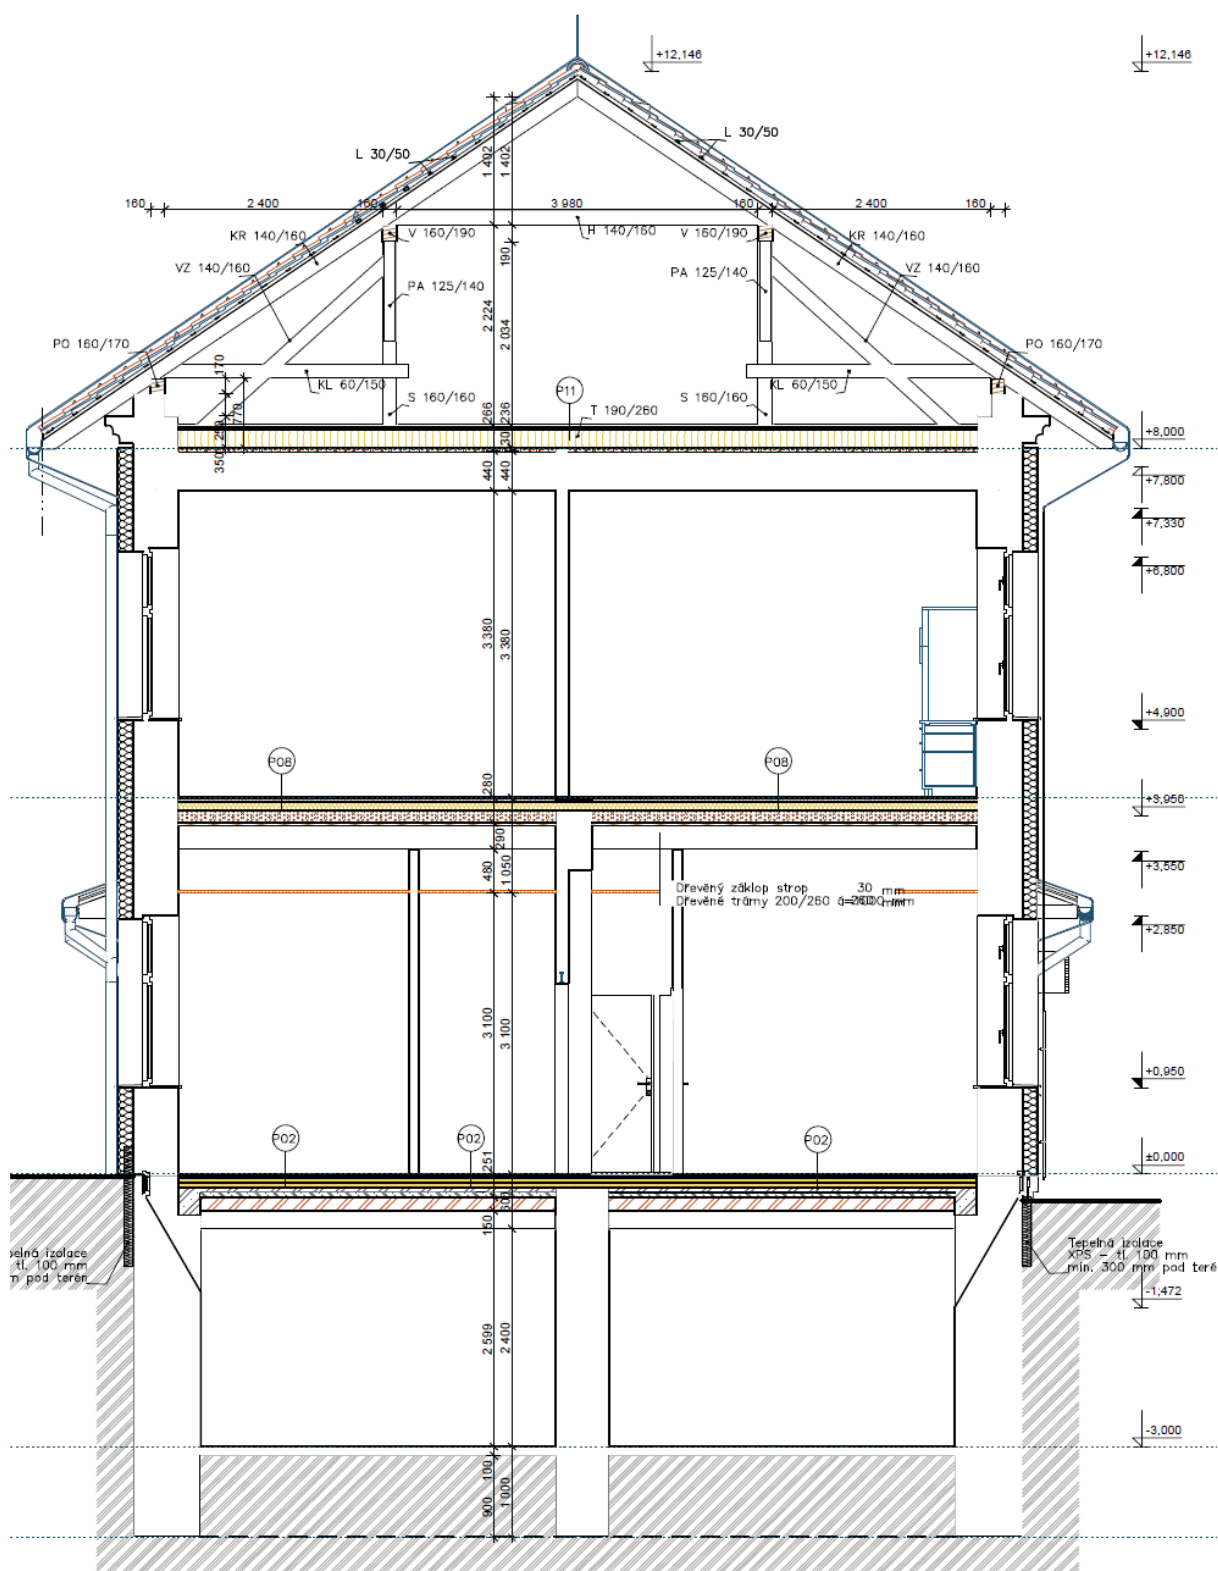 +12,146
+12,146
L 30/50
L 30/50
1 402
1 402
160
2 400
160
3 980
160
2 400
160
KR 140/160
V 160/190
H 140/160
V 160/190
KR 140/160
VZ 140/160
PA 125/140
190
PA 125/140
VZ 140/160
2 224
2 034
PO 160/170
170
KL 60/150
KL 60/150
PO 160/170
770
S 160/160
P11
S 160/160
266
236
T 190/260
350
30
+8,000
440
440
+7,800
+7,330
+6,800
3 380
3 380
+4,900
P08
P08
280
+3,950
290
480
1 050
+3,550
Dřevěný záklop strop 30 mm
Dřevěné trámy 200/260 á=
+2,850
3 100
3 100
+0,950
P02
P02
P02
251
±0,000
150
tl. 100 mm
pod terén
Tepelná izolace
XPS – tl. 100 mm
min. 300 mm pod teré
-1,472
2 599
2 400
-3,000
100
900
1 000